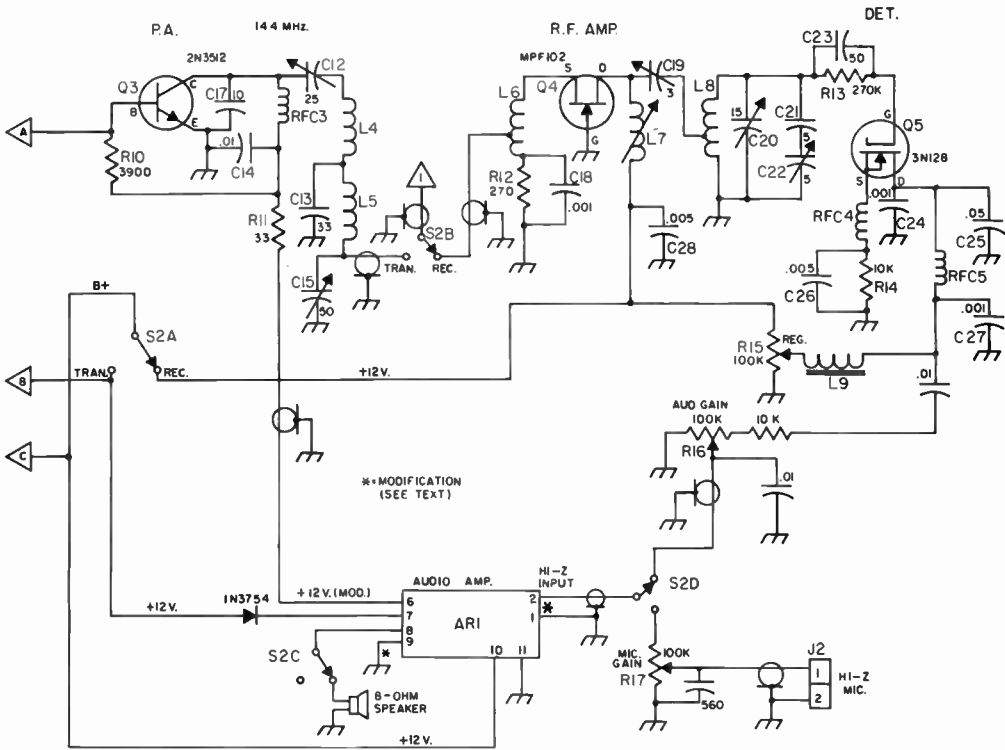 P.A.
144 MHZ.
R.F. AMP.
DET.
2N3512
Q3
C
B
E
C17
10
RFC3
C12
25
.01
C14
R10
3900
A
R11
33
L4
L5
C13
33
C15
50
TRAN.
S2B
1
REC.
MPF102
L6
S
Q4
D
G
C19
3
L7
R12
270
C18
.001
.005
C28
L8
15
C20
C21
5
C22
5
C23
50
R13
270K
G
Q5
3N128
S
D
.001
C24
RFC4
.05
C25
.005
C26
10K
R14
RFC5
.001
C27
B+
S2A
B
TRAN.
REC.
+12V.
R15
100K
REG.
L9
.01
C
AUD GAIN
100K
10 K
R16
.01
*=MODIFICATION
(SEE TEXT)
AUDIO AMP.
HI-Z
INPUT
S2D
+12V.(MOD.)
+12V.
1N3754
6
7
8
9
10
11
2
1
AR1
*
*
S2C
8-OHM
SPEAKER
+12V.
MIC.
GAIN
R17
100K
560
J2
1
2
HI-Z
MIC.